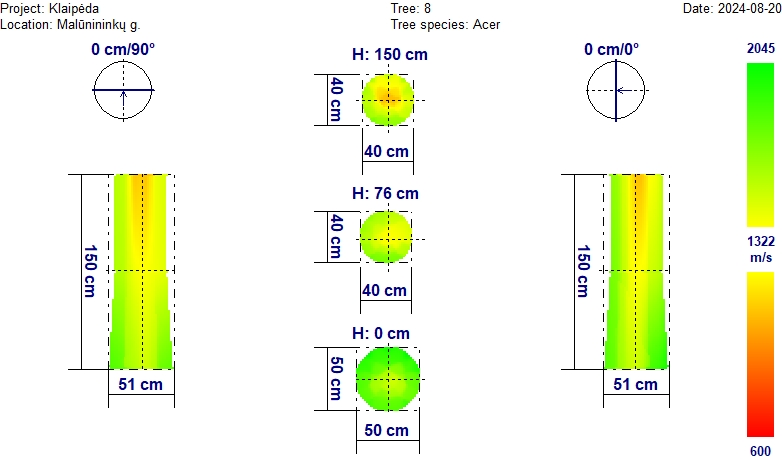 Project: Klaipėda
Tree: 8
Date: 2024-08-20
Location: Malūnininkų g.
Tree species: Acer
0 cm/90°
H: 150 cm
0 cm/0°
2045
40 cm
40 cm
H: 76 cm
40 cm
40 cm
150 cm
150 cm
1322
m/s
H: 0 cm
50 cm
51 cm
51 cm
50 cm
600